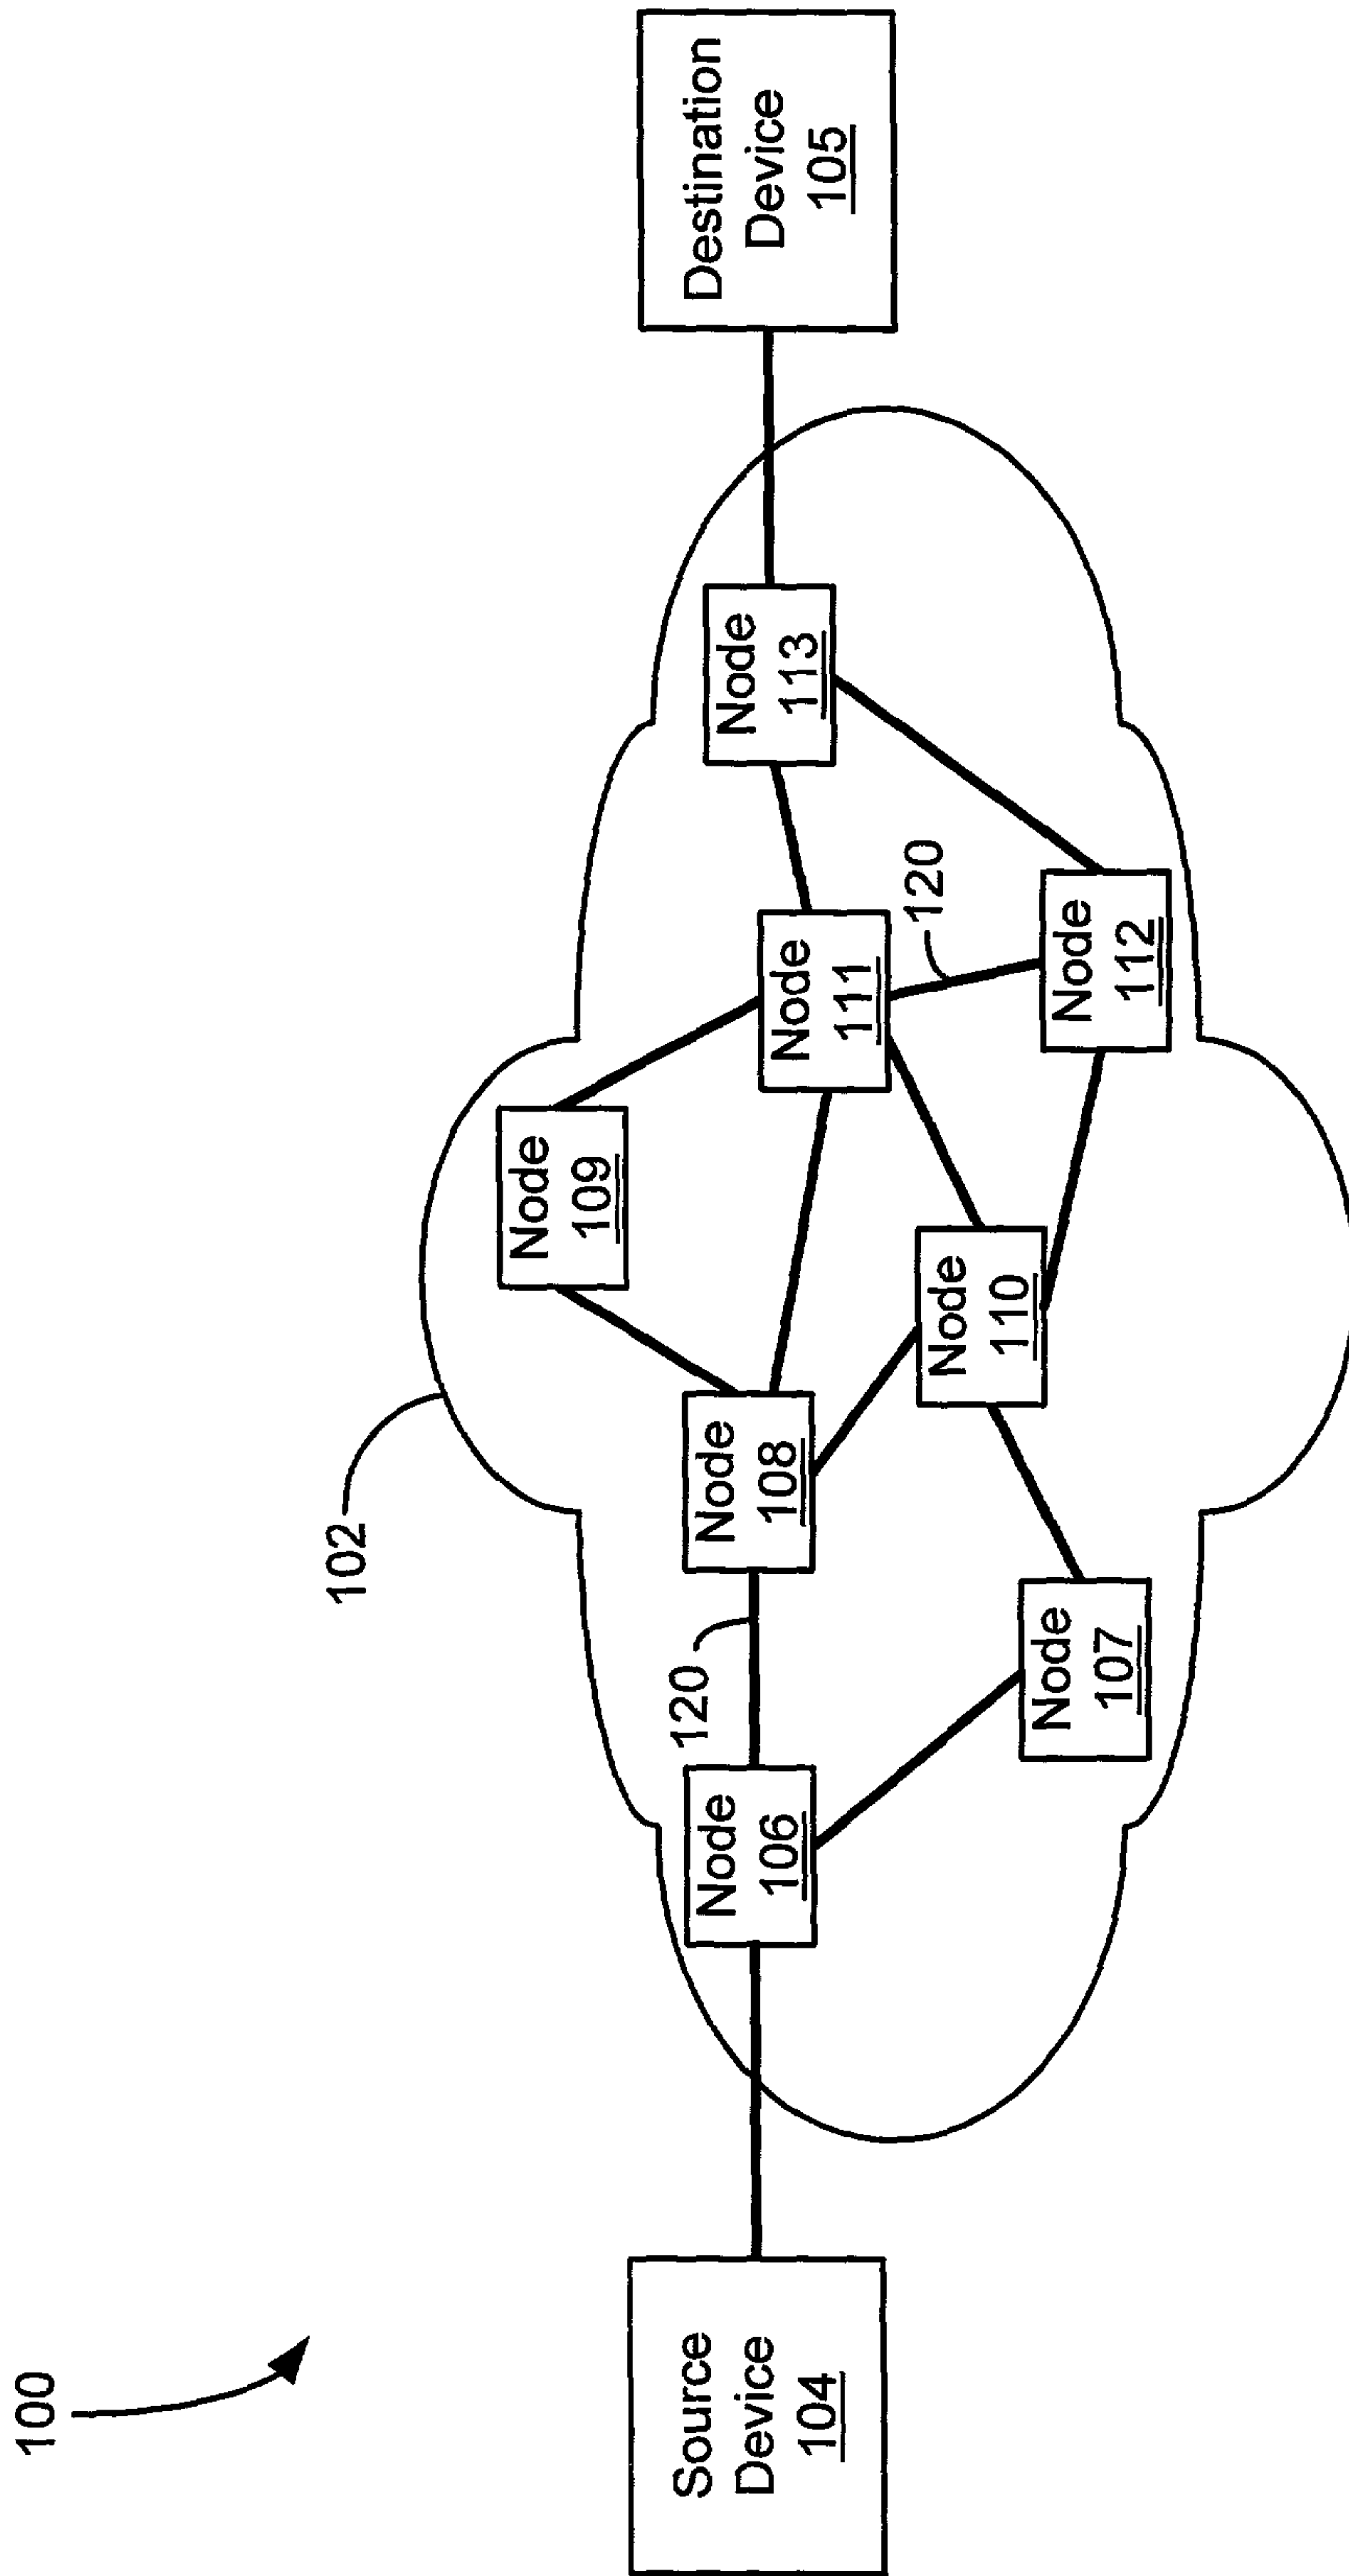 100
102
Source
Device
104
Node
106
120
Node
107
Node
108
Node
109
Node
110
Node
111
120
Node
112
Node
113
Destination
Device
105